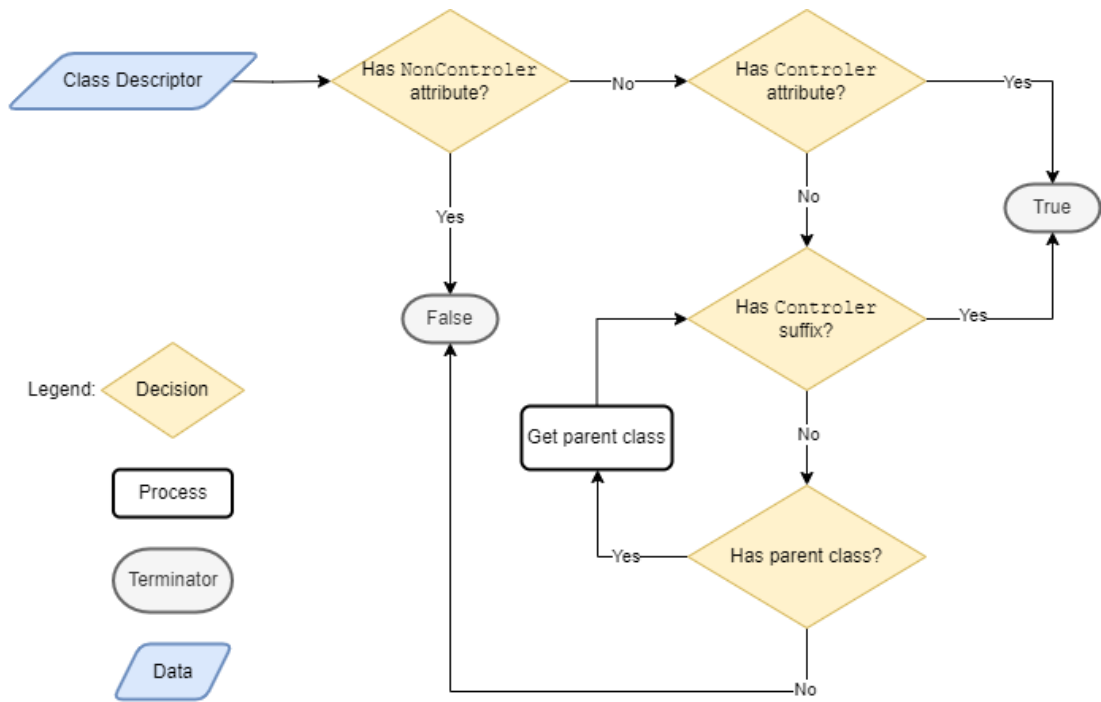 Class Descriptor
Has NonControler
attribute?
No
Has Controler
attribute?
Yes
No
True
Yes
False
Has Controler
suffix?
Yes
Legend:
Decision
Get parent class
No
Process
Yes
Has parent class?
Terminator
Data
No